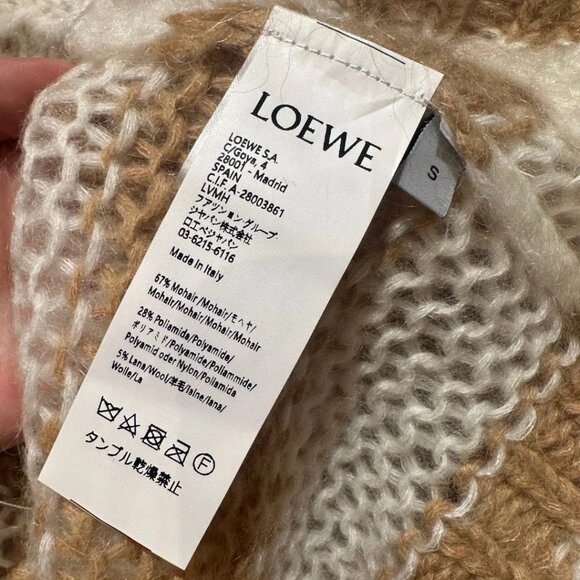 LOEWE
S
LOEWE S.A.
C/Goya, 4
28001 - Madrid
SPAIN
C.I.F. A-28003861
LVMH
ファッション・グループ・
ジャパン株式会社
ロエベジャパン
03-6215-6116
Made in Italy
67% Mohair/Mohair/モヘヤ/
Mohair/Mohair/Mohair/Mohair
28% Poliamida/Polyamide/
ポリアミド/Polyamide/Poliammide/
Polyamid oder Nylon/Poliamida
5% Lana/Wool/羊毛/laine/lana/
Wolle/La
F
タンブル乾燥禁止